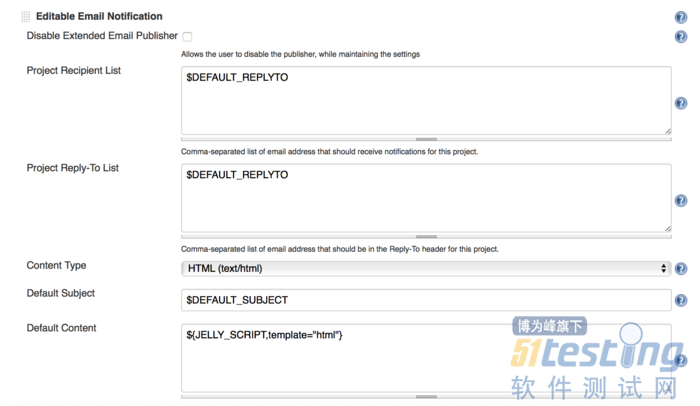 Editable Email Notification
Disable Extended Email Publisher
Allows the user to disable the publisher, while maintaining the settings
Project Recipient List
$DEFAULT_REPLYTO
Comma-separated list of email address that should receive notifications for this project.
Project Reply-To List
$DEFAULT_REPLYTO
Comma-separated list of email address that should be in the Reply-To header for this project.
Content Type
HTML (text/html)
Default Subject
$DEFAULT_SUBJECT
Default Content
${JELLY_SCRIPT,template="html"}
博为峰旗下
51testing
软件测试网